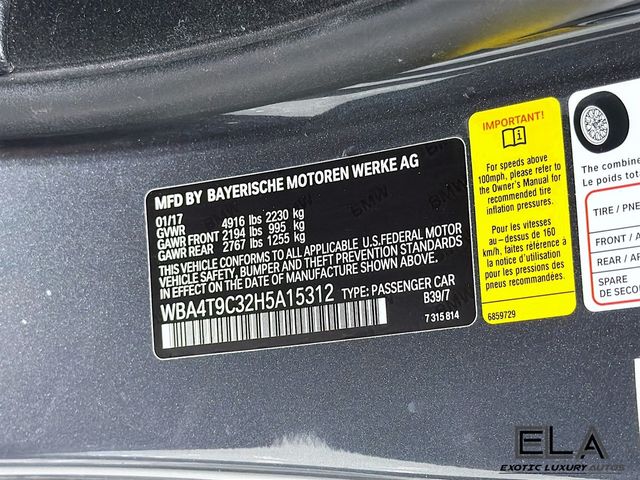 MFD BY BAYERISCHE MOTOREN WERKE AG
01/17
GVWR 4916 lbs 2230 kg
GAWR FRONT 2194 lbs 995 kg
GAWR REAR 2767 lbs 1255 kg
THIS VEHICLE CONFORMS TO ALL APPLICABLE U.S. FEDERAL MOTOR
VEHICLE SAFETY, BUMPER AND THEFT PREVENTION STANDARDS
IN EFFECT ON THE DATE OF MANUFACTURE SHOWN ABOVE.
WBA4T9C32H5A15312 TYPE: PASSENGER CAR
B39/7
7 315 814
IMPORTANT!
For speeds above
100mph, please refer to
the Owner's Manual for
recommended tire
inflation pressures.
Pour les vitesses
au-dessus de 160
km/h, faites référence à
la notice d'utilisation
pour les pressions des
pneus recommandées.
6859729
The combine
Le poids tota
TIRE / PNE
FRONT / A
REAR / AR
SPARE
DE SECOU
ELA
EXOTIC LUXURY AUTOS